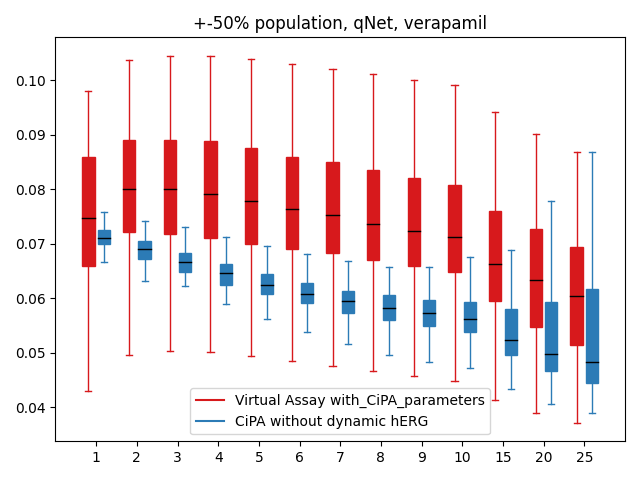 +-50% population, qNet, verapamil
0.10
0.09
0.08
0.07
0.06
0.05
0.04
Virtual Assay with_CiPA_parameters
CiPA without dynamic hERG
1 2 3 4 5 6 7 8 9 10 15 20 25